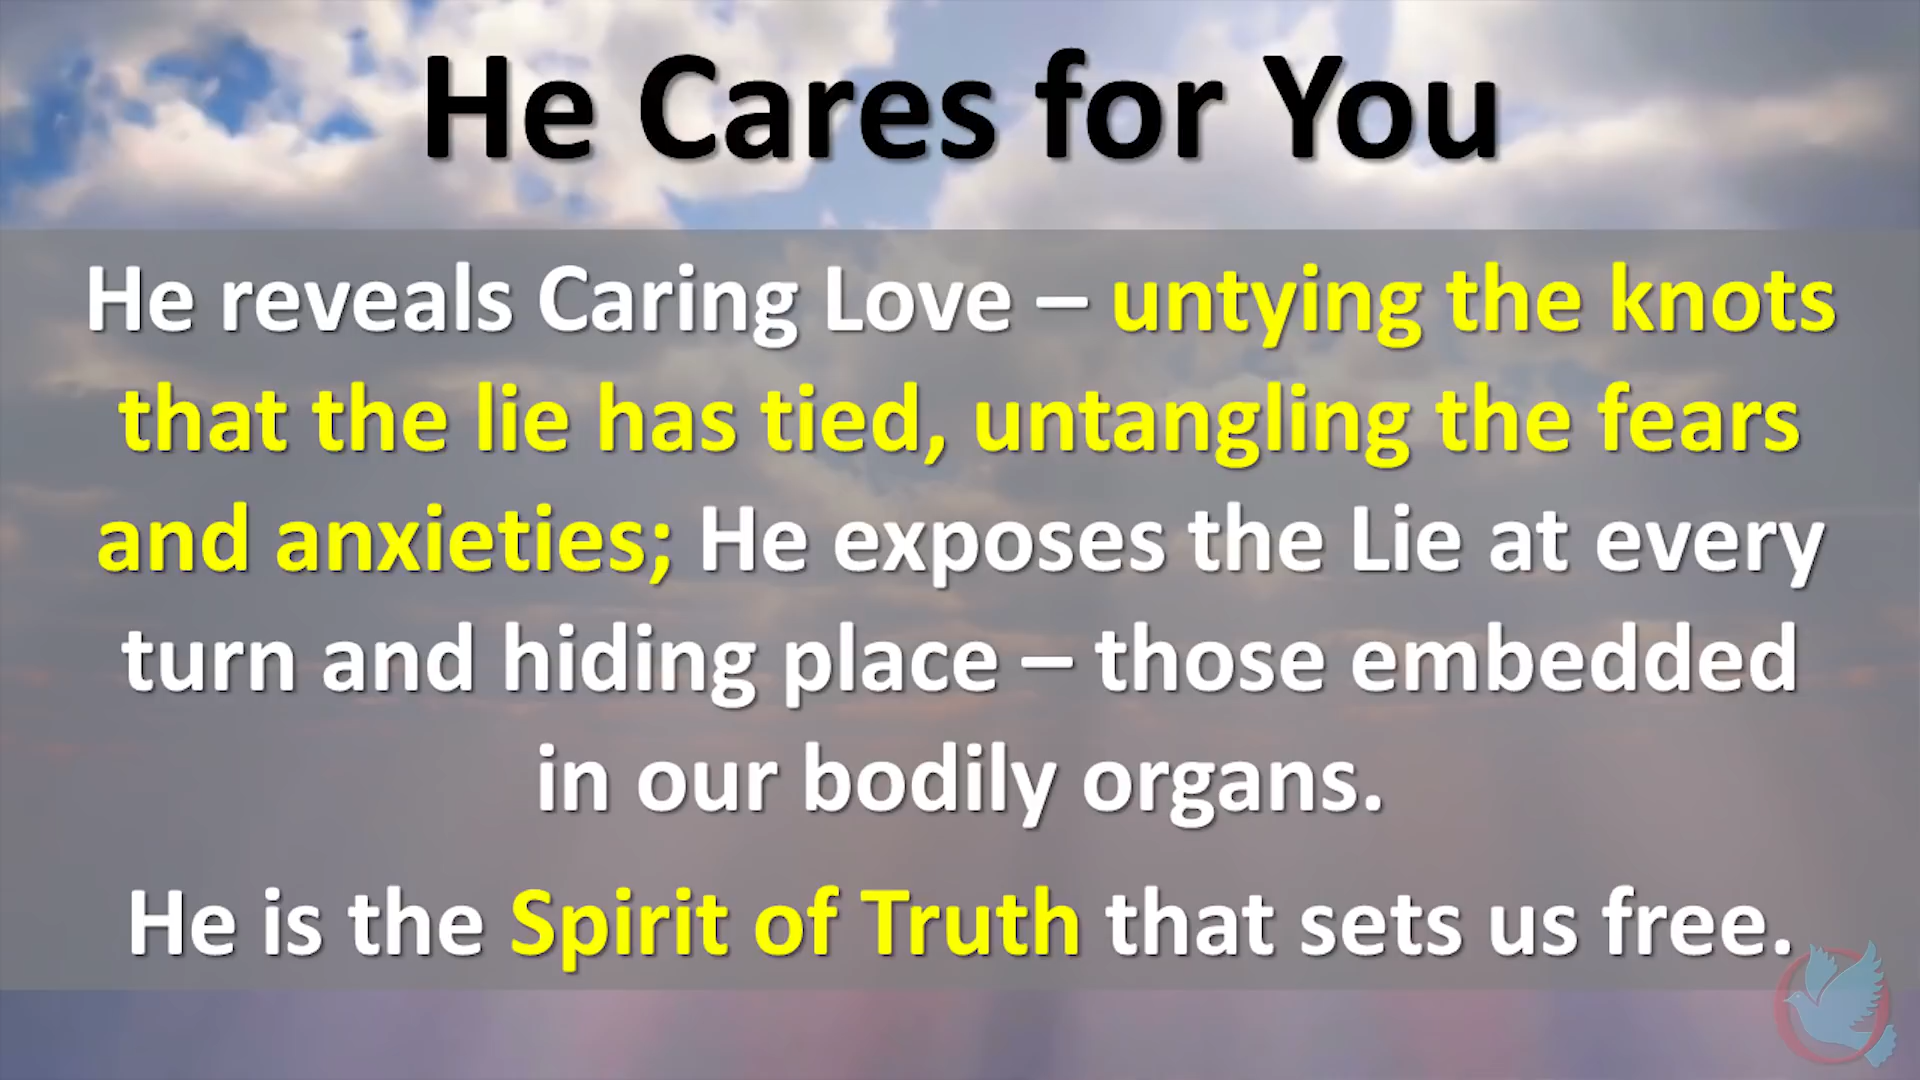 He Cares for You
He reveals Caring Love – untying the knots
that the lie has tied, untangling the fears
and anxieties; He exposes the Lie at every
turn and hiding place – those embedded
in our bodily organs.
He is the Spirit of Truth that sets us free.